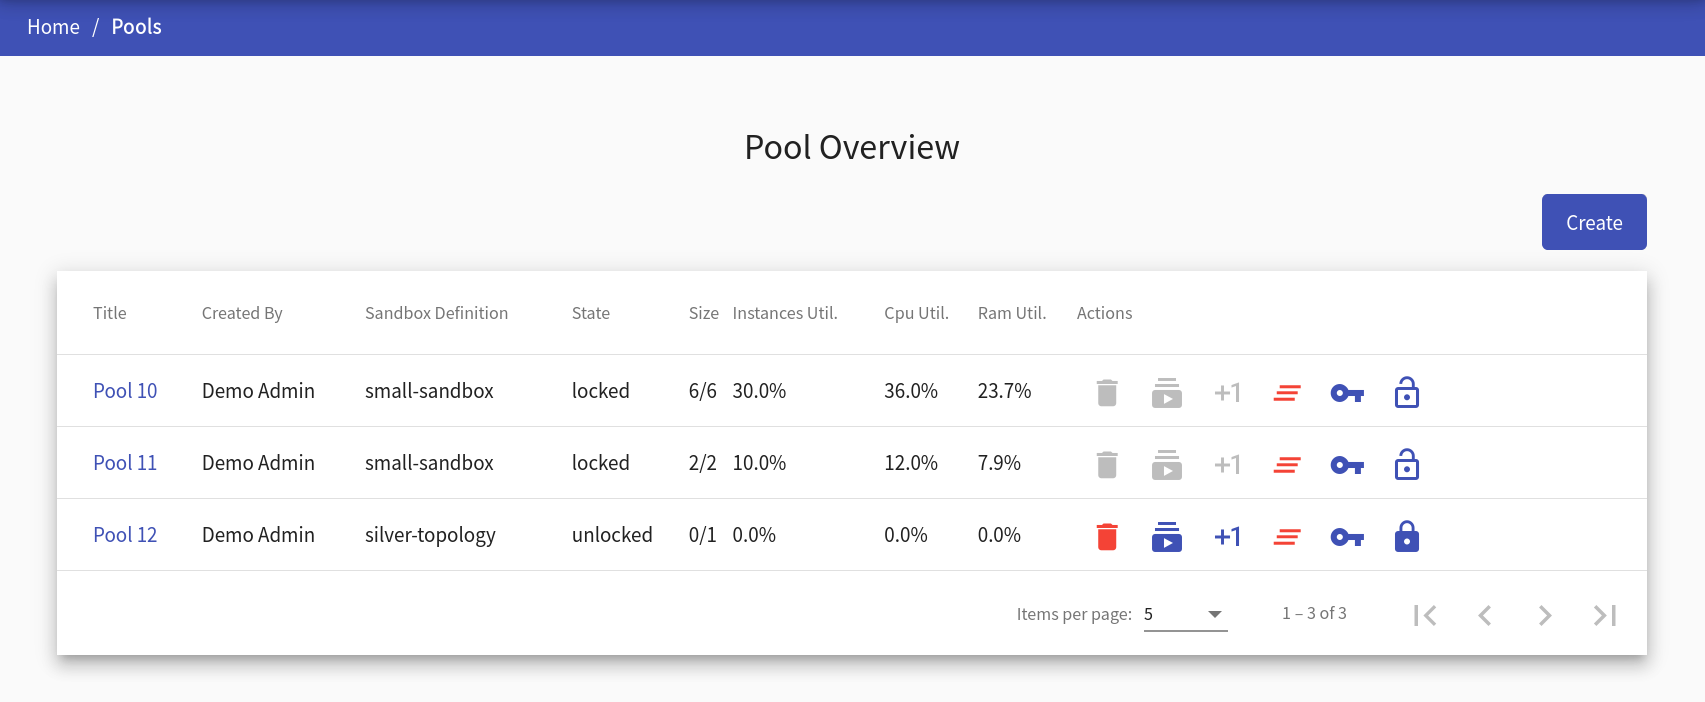 Home / Pools
Pool Overview
Create
Title Created By Sandbox Definition State Size Instances Util. Cpu Util. Ram Util. Actions
Pool 10 Demo Admin small-sandbox locked 6/6 30.0% 36.0% 23.7% +1
Pool 11 Demo Admin small-sandbox locked 2/2 10.0% 12.0% 7.9% +1
Pool 12 Demo Admin silver-topology unlocked 0/1 0.0% 0.0% 0.0% +1
Items per page: 5 1 – 3 of 3